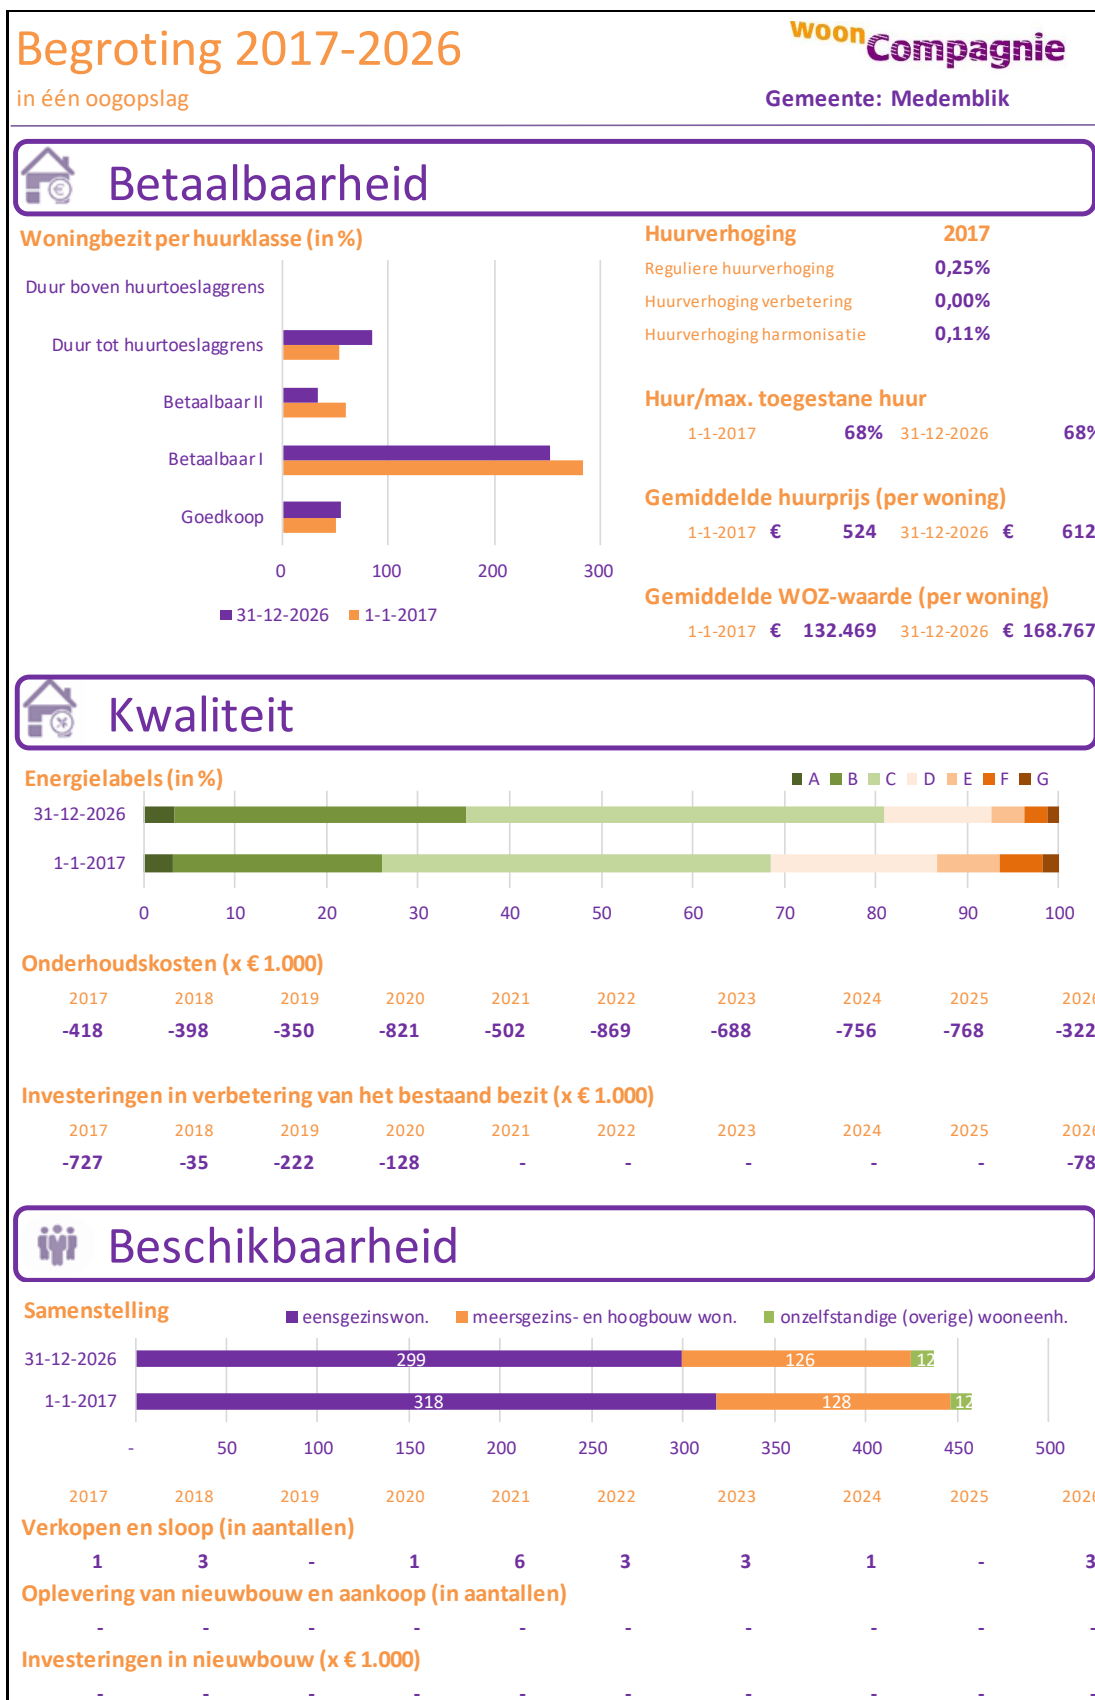 Begroting 2017-2026
woonCompagnie
in één oogopslag
Gemeente: Medemblik
Betaalbaarheid
Woningbezit per huurklasse (in %)
Duur boven huurtoeslaggrens
Duur tot huurtoeslaggrens
Betaalbaar II
Betaalbaar I
Goedkoop
0 100 200 300
31-12-2026 1-1-2017
Huurverhoging 2017
Reguliere huurverhoging 0,25%
Huurverhoging verbetering 0,00%
Huurverhoging harmonisatie 0,11%
Huur/max. toegestane huur
1-1-2017 68% 31-12-2026 68%
Gemiddelde huurprijs (per woning)
1-1-2017 € 524 31-12-2026 € 612
Gemiddelde WOZ-waarde (per woning)
1-1-2017 € 132.469 31-12-2026 € 168.767
Kwaliteit
Energielabels (in %)
A B C D E F G
31-12-2026
1-1-2017
0 10 20 30 40 50 60 70 80 90 100
Onderhoudskosten (x € 1.000)
2017 2018 2019 2020 2021 2022 2023 2024 2025 2026
-418 -398 -350 -821 -502 -869 -688 -756 -768 -322
Investeringen in verbetering van het bestaand bezit (x € 1.000)
2017 2018 2019 2020 2021 2022 2023 2024 2025 2026
-727 -35 -222 -128 - - - - - -78
Beschikbaarheid
Samenstelling
eensgezinswon. meersgezins- en hoogbouw won. onzelfstandige (overige) wooneenh.
31-12-2026 299 126 12
1-1-2017 318 128 12
- 50 100 150 200 250 300 350 400 450 500
2017 2018 2019 2020 2021 2022 2023 2024 2025 2026
Verkopen en sloop (in aantallen)
1 3 - 1 6 3 3 1 - 3
Oplevering van nieuwbouw en aankoop (in aantallen)
- - - - - - - - - -
Investeringen in nieuwbouw (x € 1.000)
- - - - - - - - - -